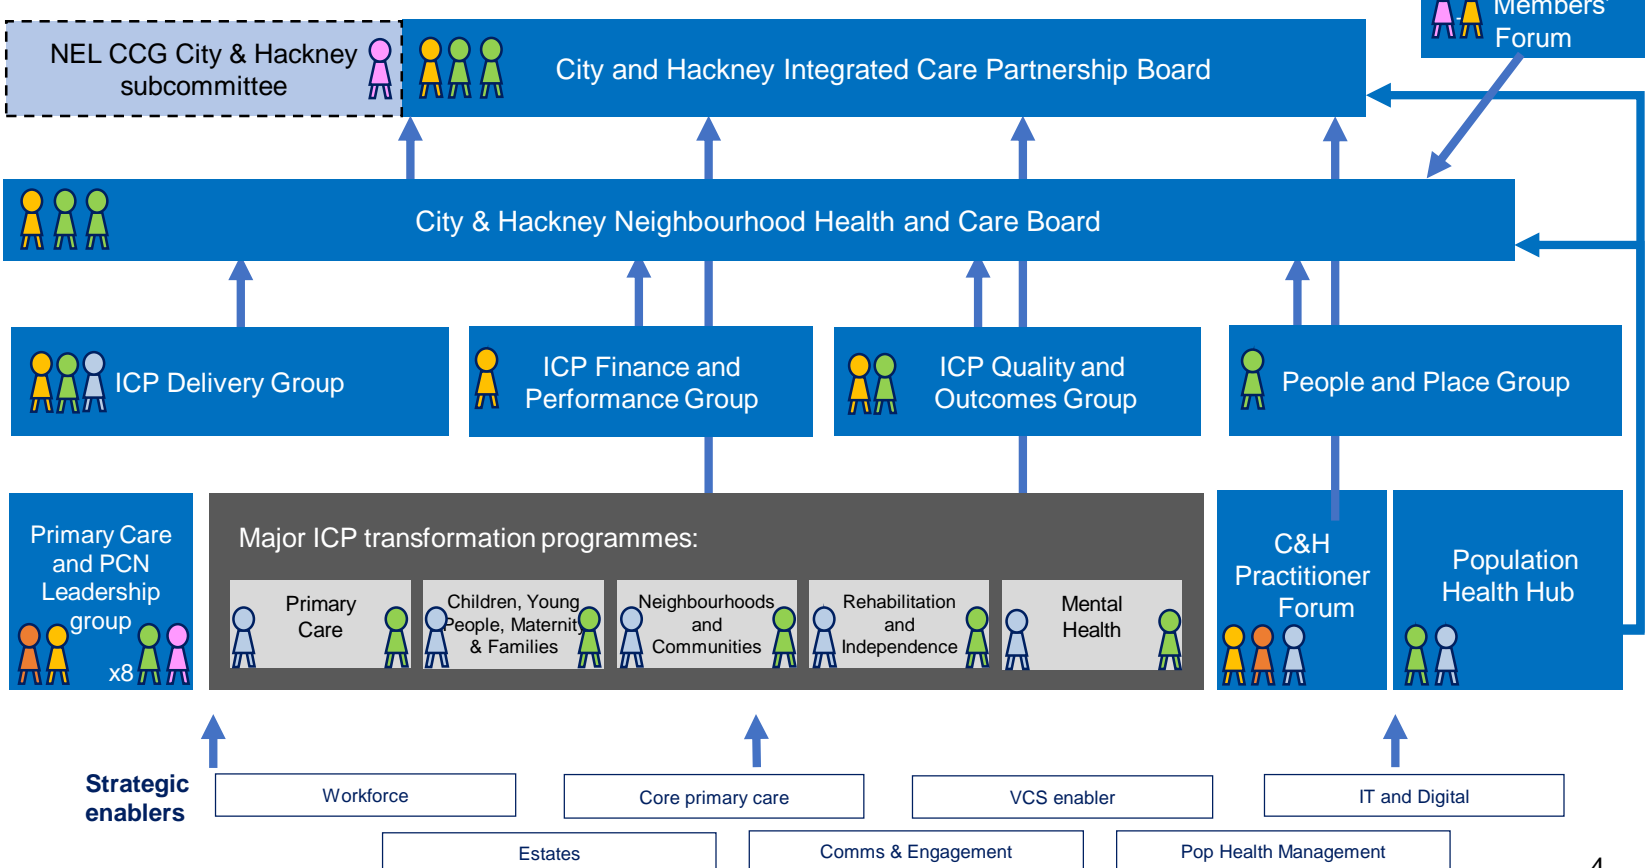 Members'
Forum
NEL CCG City & Hackney
subcommittee
City and Hackney Integrated Care Partnership Board
City & Hackney Neighbourhood Health and Care Board
ICP Delivery Group
ICP Finance and
Performance Group
ICP Quality and
Outcomes Group
People and Place Group
Primary Care
and PCN
Leadership
group
x8
Major ICP transformation programmes:
Primary
Care
Children, Young
People, Maternity
& Families
Neighbourhoods
and
Communities
Rehabilitation
and
Independence
Mental
Health
C&H
Practitioner
Forum
Population
Health Hub
Strategic
enablers
Workforce
Core primary care
VCS enabler
IT and Digital
Estates
Comms & Engagement
Pop Health Management
4